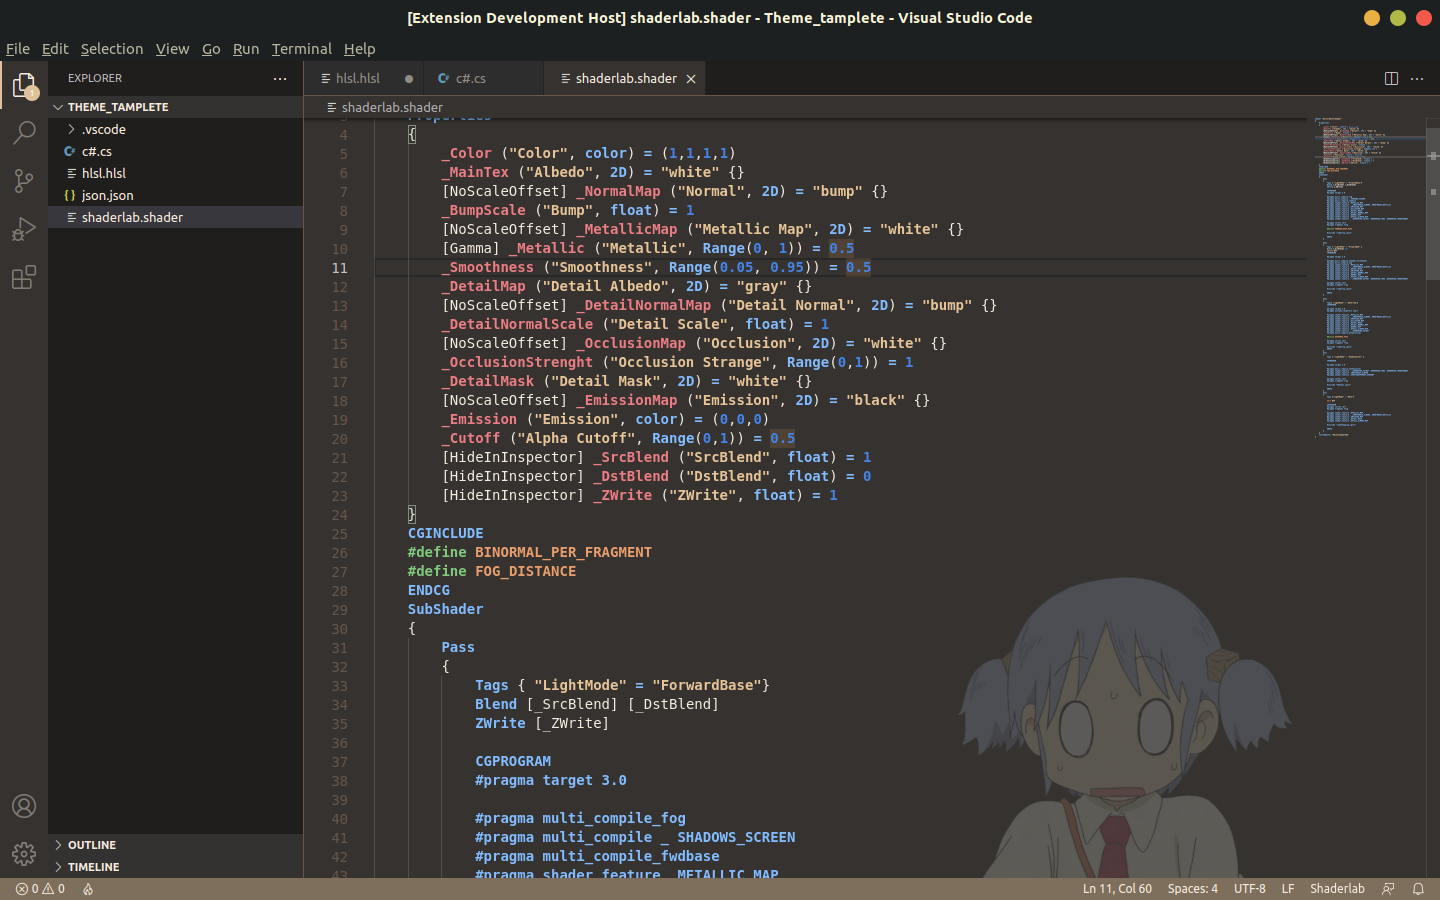 [Extension Development Host] shaderlab.shader - Theme_tamplete - Visual Studio Code
File Edit Selection View Go Run Terminal Help
EXPLORER
THEME_TAMPLETE
.vscode
c#.cs
hlsl.hlsl
json.json
shaderlab.shader
OUTLINE
TIMELINE
1
hlsl.hlsl c#.cs shaderlab.shader
shaderlab.shader
3 Properties
4 {
5 _Color ("Color", color) = (1,1,1,1)
6 _MainTex ("Albedo", 2D) = "white" {}
7 [NoScaleOffset] _NormalMap ("Normal", 2D) = "bump" {}
8 _BumpScale ("Bump", float) = 1
9 [NoScaleOffset] _MetallicMap ("Metallic Map", 2D) = "white" {}
10 [Gamma] _Metallic ("Metallic", Range(0, 1)) = 0.5
11 _Smoothness ("Smoothness", Range(0.05, 0.95)) = 0.5
12 _DetailMap ("Detail Albedo", 2D) = "gray" {}
13 [NoScaleOffset] _DetailNormalMap ("Detail Normal", 2D) = "bump" {}
14 _DetailNormalScale ("Detail Scale", float) = 1
15 [NoScaleOffset] _OcclusionMap ("Occlusion", 2D) = "white" {}
16 _OcclusionStrenght ("Occlusion Strange", Range(0,1)) = 1
17 _DetailMask ("Detail Mask", 2D) = "white" {}
18 [NoScaleOffset] _EmissionMap ("Emission", 2D) = "black" {}
19 _Emission ("Emission", color) = (0,0,0)
20 _Cutoff ("Alpha Cutoff", Range(0,1)) = 0.5
21 [HideInInspector] _SrcBlend ("SrcBlend", float) = 1
22 [HideInInspector] _DstBlend ("DstBlend", float) = 0
23 [HideInInspector] _ZWrite ("ZWrite", float) = 1
24 }
25 CGINCLUDE
26 #define BINORMAL_PER_FRAGMENT
27 #define FOG_DISTANCE
28 ENDCG
29 SubShader
30 {
31 Pass
32 {
33 Tags { "LightMode" = "ForwardBase"}
34 Blend [_SrcBlend] [_DstBlend]
35 ZWrite [_ZWrite]
36
37 CGPROGRAM
38 #pragma target 3.0
39
40 #pragma multi_compile_fog
41 #pragma multi_compile _ SHADOWS_SCREEN
42 #pragma multi_compile_fwdbase
43 #pragma shader_feature _METALLIC_MAP
0 0 Ln 11, Col 60 Spaces: 4 UTF-8 LF Shaderlab